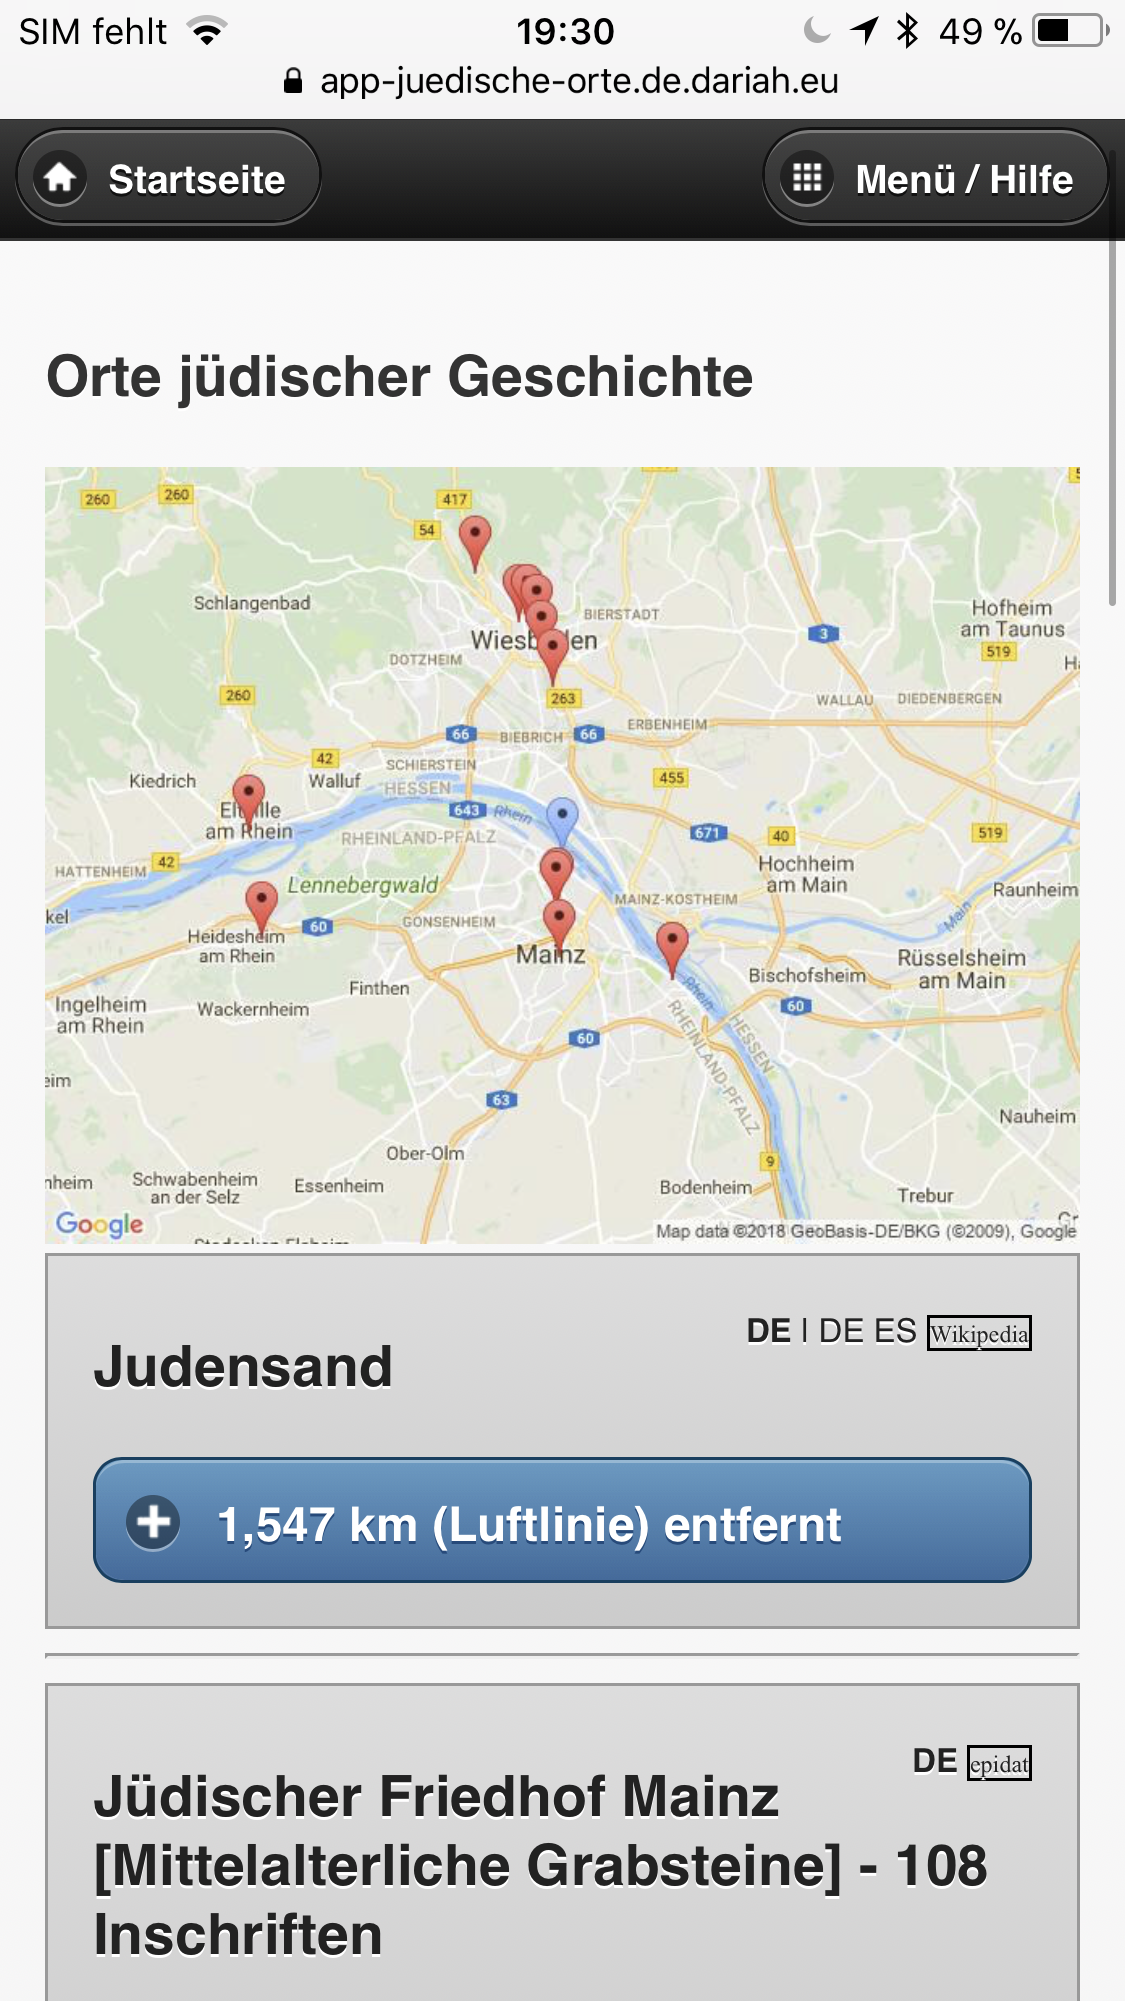 SIM fehlt 19:30 49 %
app-juedische-orte.de.dariah.eu
Startseite Menü / Hilfe
Orte jüdischer Geschichte
260 260 417
54
Schlangenbad BIERSTADT Hofheim
am Taunus
3
519
DOTZHEIM
260 263 WALLAU DIEDENBERGEN
66 BIEBRICH 66 ERBENHEIM
42 SCHIERSTEIN
Kiedrich Walluf HESSEN 455
643 Rhein
am Rhein RHEINLAND-PFALZ 671 40 519
HATTENHEIM 42 Hochheim
am Main
Lennebergwald MAINZ-KOSTHEIM Raunheim
kel 60 GONSENHEIM Main
Heidesheim
am Rhein Mainz Rüsselsheim
am Main
Finthen Bischofsheim
Ingelheim
am Rhein Wackernheim Rhein 60
RHEINLAND-PFALZ HESSEN
60
eim 63
Nauheim
Ober-Olm 9
nheim Schwabenheim
an der Selz Essenheim Bodenheim Trebur
Google Map data ©2018 GeoBasis-DE/BKG (©2009), Google
DE | DE ES Wikipedia
Judensand
1,547 km (Luftlinie) entfernt
DE epidat
Jüdischer Friedhof Mainz
[Mittelalterliche Grabsteine] - 108
Inschriften